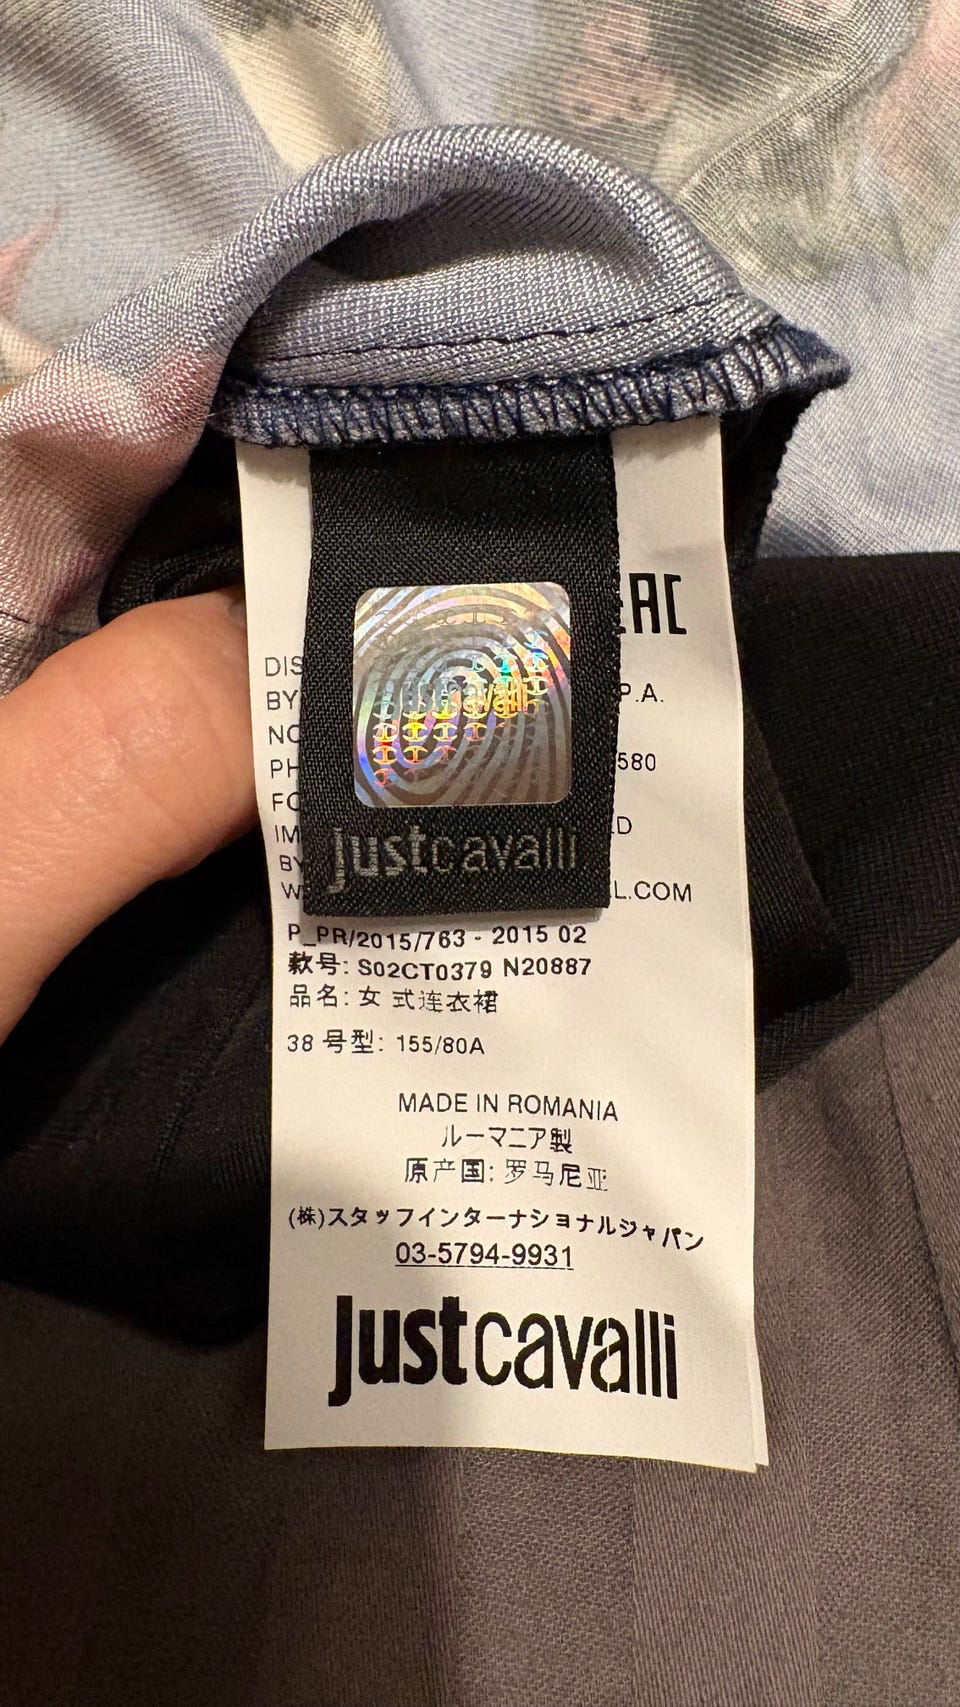 EAC
DIS
BY P.A.
NO
PH 580
FO
IM D
BY
W L.COM
justcavalli
justcavalli
P_PR/2015/763 - 2015 02
款号: S02CT0379 N20887
品名: 女 式连衣裙
38 号型: 155/80A
MADE IN ROMANIA
ルーマニア製
原产国: 罗马尼亚
(株)スタッフインターナショナルジャパン
03-5794-9931
justcavalli